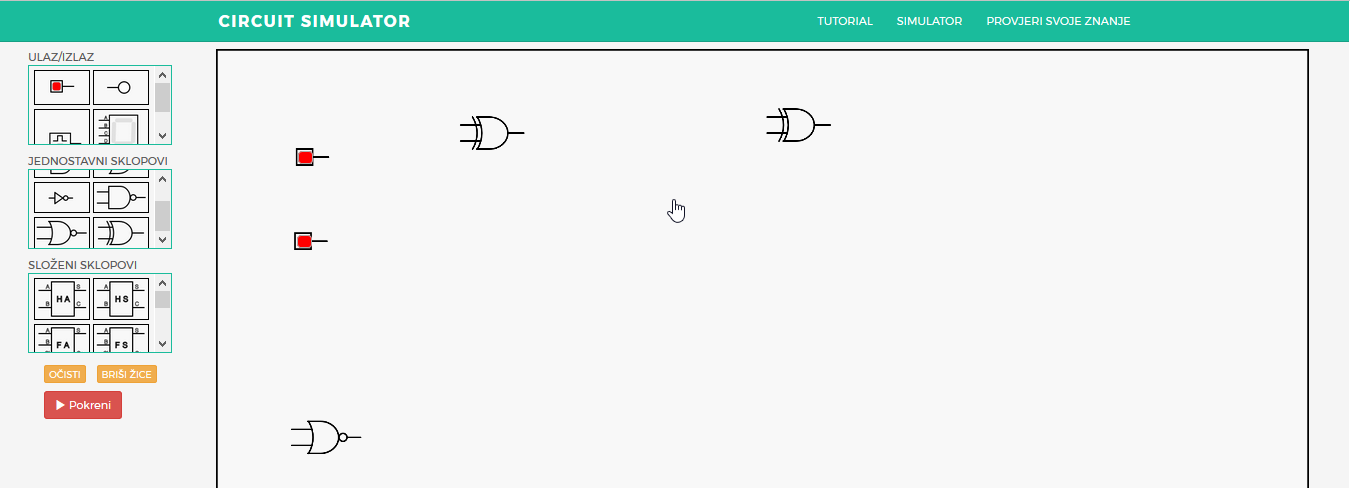 CIRCUIT SIMULATOR
TUTORIAL SIMULATOR PROVJERI SVOJE ZNANJE
ULAZ/IZLAZ
A
B
C
D
JEDNOSTAVNI SKLOPOVI
SLOŽENI SKLOPOVI
A HA S
B C
A HS S
B C
A FA S
B
A FS S
B
OČISTI BRIŠI ŽICE
Pokreni